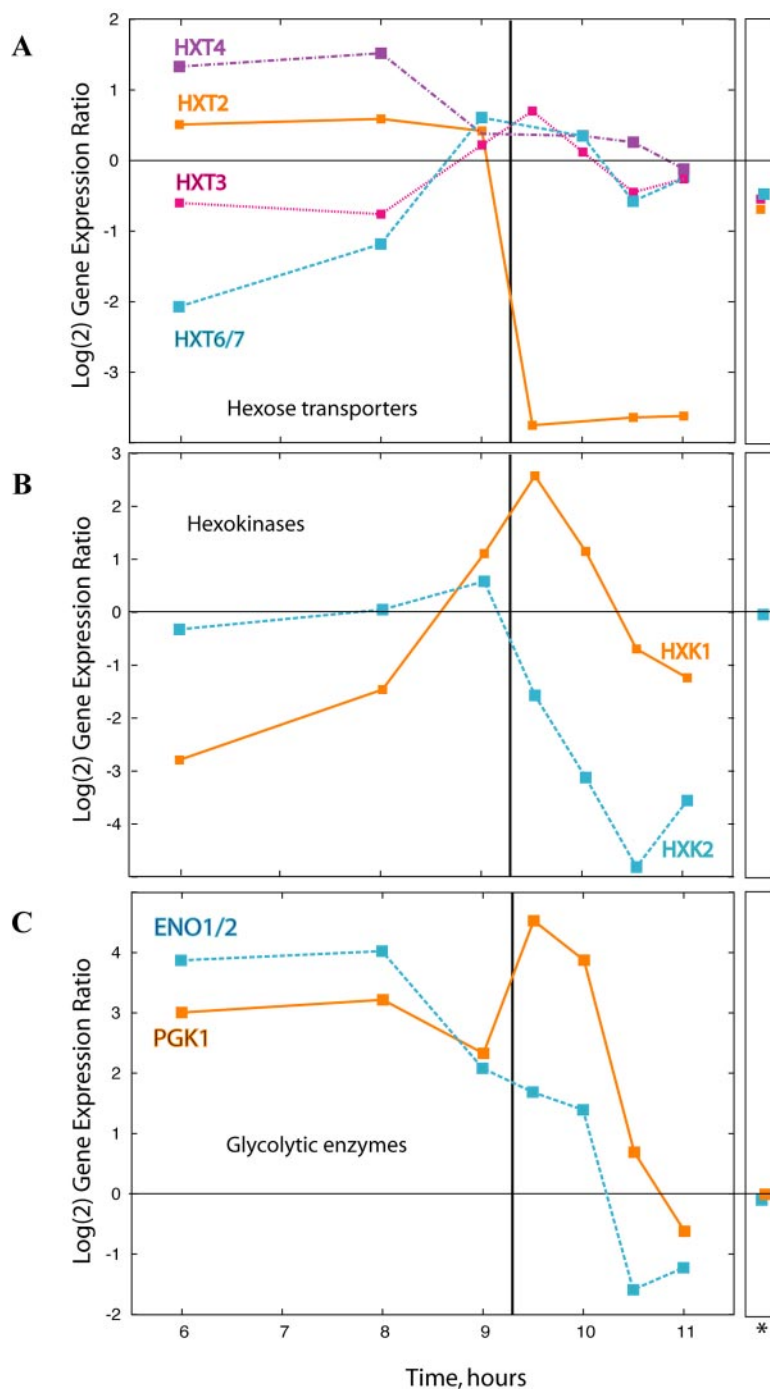 A
Log(2) Gene Expression Ratio
2
1
0
-1
-2
-3
HXT4
HXT2
HXT3
HXT6/7
Hexose transporters
B
Log(2) Gene Expression Ratio
3
2
1
0
-1
-2
-3
-4
Hexokinases
HXK1
HXK2
C
Log(2) Gene Expression Ratio
4
3
2
1
0
-1
-2
ENO1/2
PGK1
Glycolytic enzymes
6 7 8 9 10 11 *
Time, hours